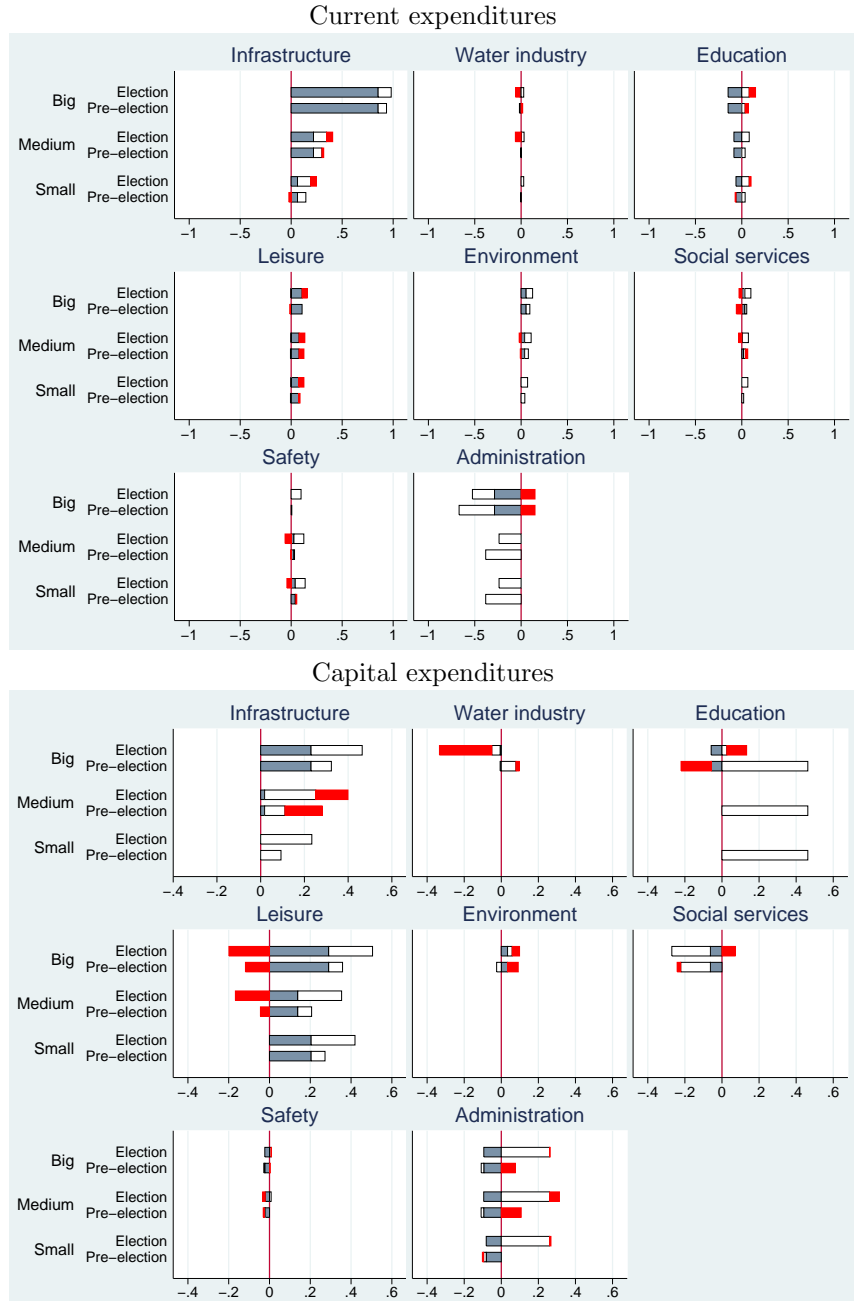 Current expenditures
Infrastructure Water industry Education
Big Election
Pre−election
Medium Election
Pre−election
Small Election
Pre−election
−1 −.5 0 .5 1 −1 −.5 0 .5 1 −1 −.5 0 .5 1
Leisure Environment Social services
Big Election
Pre−election
Medium Election
Pre−election
Small Election
Pre−election
−1 −.5 0 .5 1 −1 −.5 0 .5 1 −1 −.5 0 .5 1
Safety Administration
Big Election
Pre−election
Medium Election
Pre−election
Small Election
Pre−election
−1 −.5 0 .5 1 −1 −.5 0 .5 1
Capital expenditures
Infrastructure Water industry Education
Big Election
Pre−election
Medium Election
Pre−election
Small Election
Pre−election
−.4 −.2 0 .2 .4 .6 −.4 −.2 0 .2 .4 .6 −.4 −.2 0 .2 .4 .6
Leisure Environment Social services
Big Election
Pre−election
Medium Election
Pre−election
Small Election
Pre−election
−.4 −.2 0 .2 .4 .6 −.4 −.2 0 .2 .4 .6 −.4 −.2 0 .2 .4 .6
Safety Administration
Big Election
Pre−election
Medium Election
Pre−election
Small Election
Pre−election
−.4 −.2 0 .2 .4 .6 −.4 −.2 0 .2 .4 .6